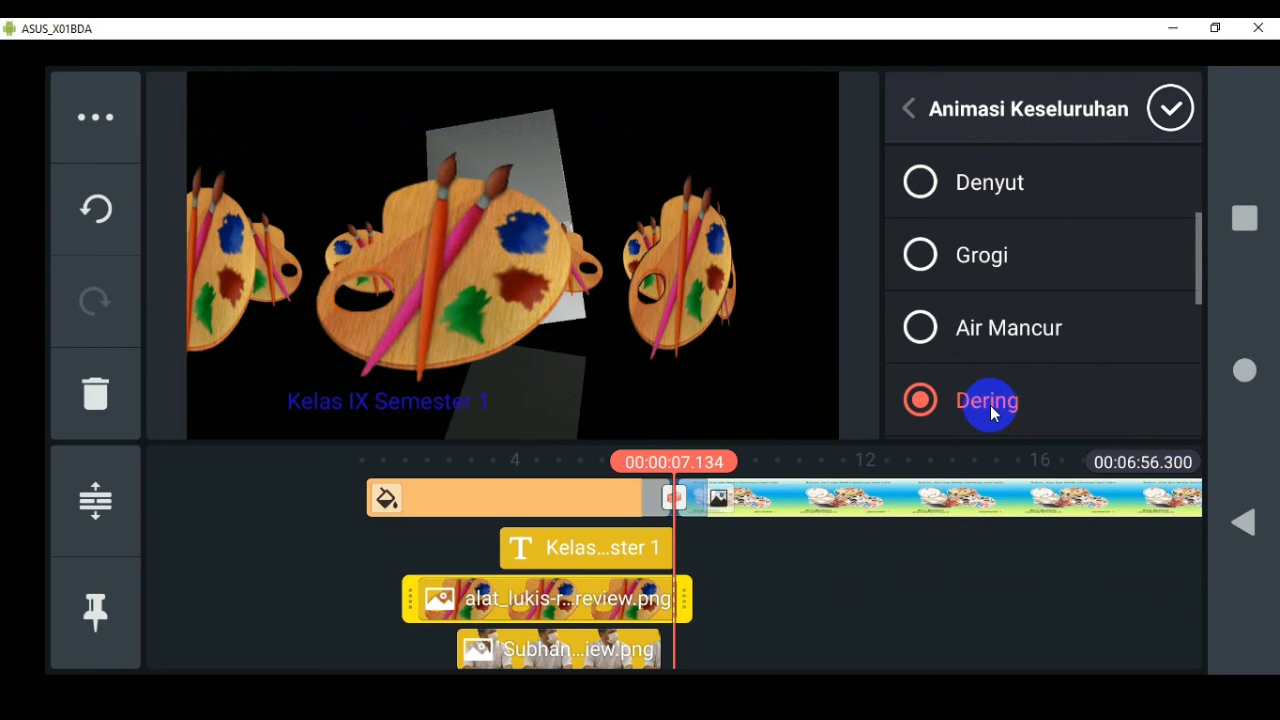 ASUS_X01BDA
Animasi Keseluruhan
Denyut
Grogi
Air Mancur
Dering
Kelas IX Semester 1
4
00:00:07.134
12
16
00:06:56.300
T Kelas...ster 1
alat_lukis-r...review.png
Subhan...iew.png